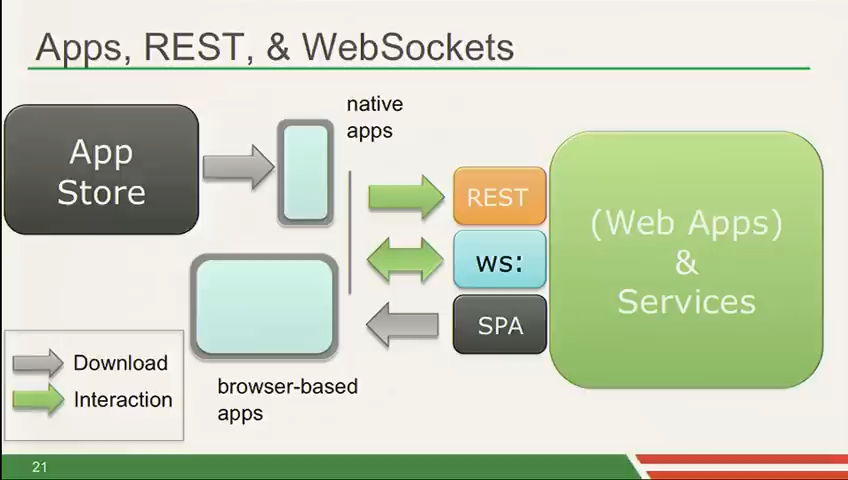 Apps, REST, & WebSockets
App
Store
native
apps
REST
ws:
SPA
(Web Apps)
&
Services
browser-based
apps
Download
Interaction
21